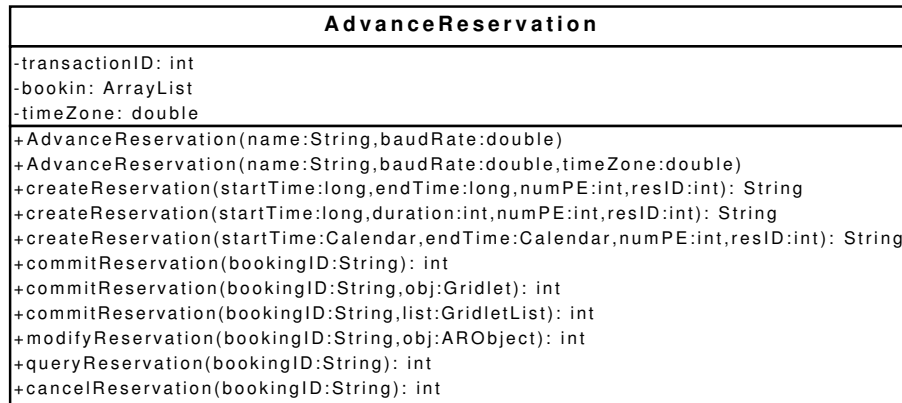 AdvanceReservation
-transactionID: int
-bookin: ArrayList
-timeZone: double
+AdvanceReservation(name:String,baudRate:double)
+AdvanceReservation(name:String,baudRate:double,timeZone:double)
+createReservation(startTime:long,endTime:long,numPE:int,resID:int): String
+createReservation(startTime:long,duration:int,numPE:int,resID:int): String
+createReservation(startTime:Calendar,endTime:Calendar,numPE:int,resID:int): String
+commitReservation(bookingID:String): int
+commitReservation(bookingID:String,obj:Gridlet): int
+commitReservation(bookingID:String,list:GridletList): int
+modifyReservation(bookingID:String,obj:ARObject): int
+queryReservation(bookingID:String): int
+cancelReservation(bookingID:String): int